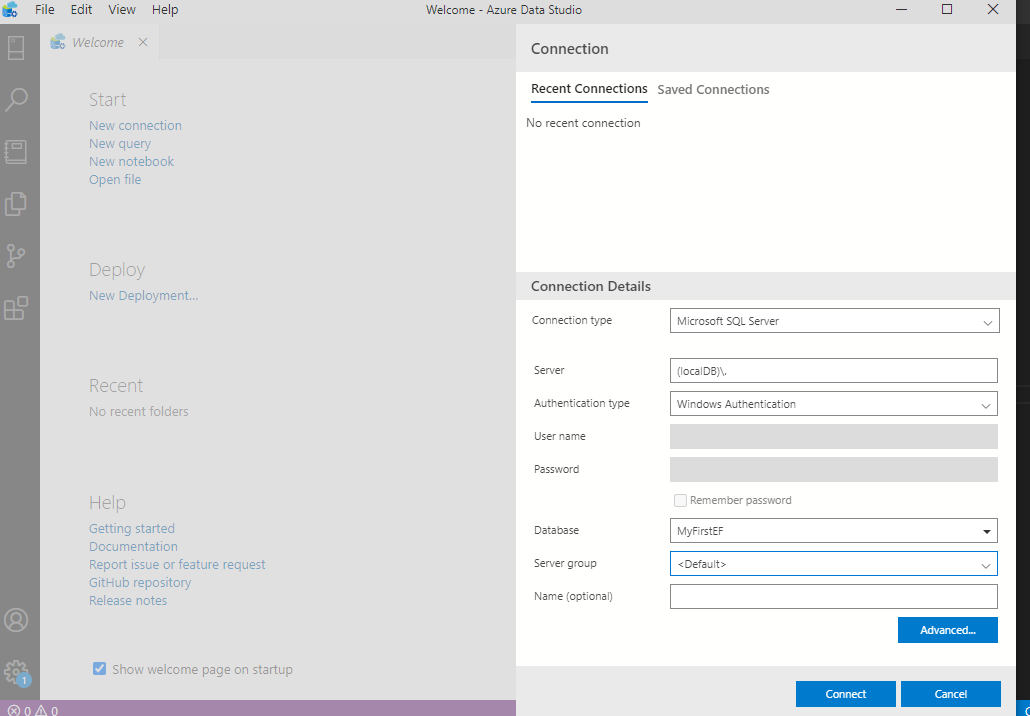 File Edit View Help Welcome - Azure Data Studio
Welcome
Start
New connection
New query
New notebook
Open file
Deploy
New Deployment...
Recent
No recent folders
Help
Getting started
Documentation
Report issue or feature request
GitHub repository
Release notes
Show welcome page on startup
1
0 0
Connection
Recent Connections Saved Connections
No recent connection
Connection Details
Connection type Microsoft SQL Server
Server (localDB)\.
Authentication type Windows Authentication
User name
Password
Remember password
Database MyFirstEF
Server group <Default>
Name (optional)
Advanced...
Connect Cancel